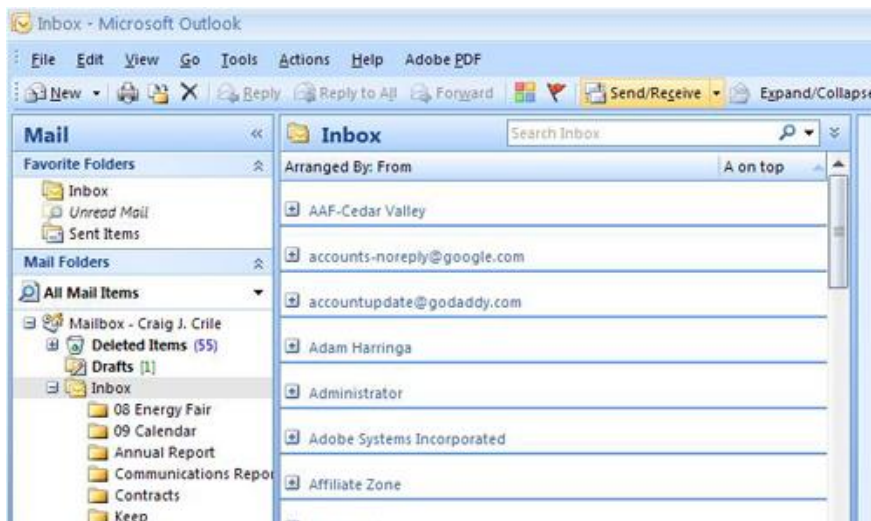 Inbox - Microsoft Outlook
File Edit View Go Tools Actions Help Adobe PDF
New Reply Reply to All Forward Send/Receive Expand/Collapse
Mail
Favorite Folders
Inbox
Unread Mail
Sent Items
Mail Folders
All Mail Items
Mailbox - Craig J. Crile
Deleted Items (55)
Drafts [1]
Inbox
08 Energy Fair
09 Calendar
Annual Report
Communications Repor
Contracts
Keep
Inbox Search Inbox
Arranged By: From A on top
AAF-Cedar Valley
accounts-noreply@google.com
accountupdate@godaddy.com
Adam Harringa
Administrator
Adobe Systems Incorporated
Affiliate Zone